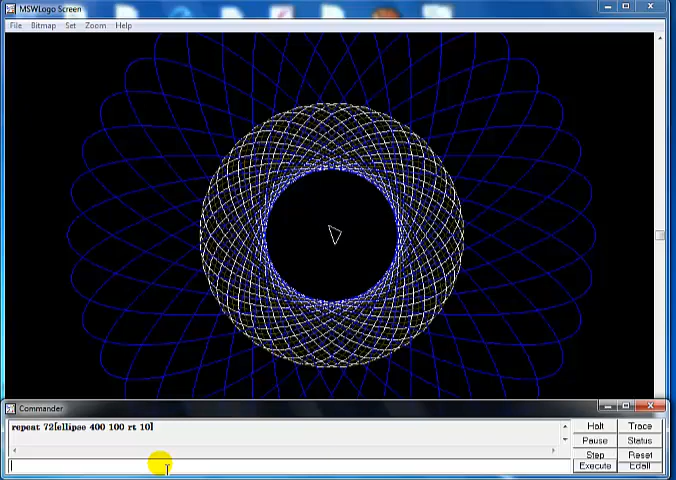 MSWLogo Screen
File Bitmap Set Zoom Help
Commander
repeat 72[ellipse 400 100 rt 10]
Halt Trace
Pause Status
Step Reset
Execute Edall